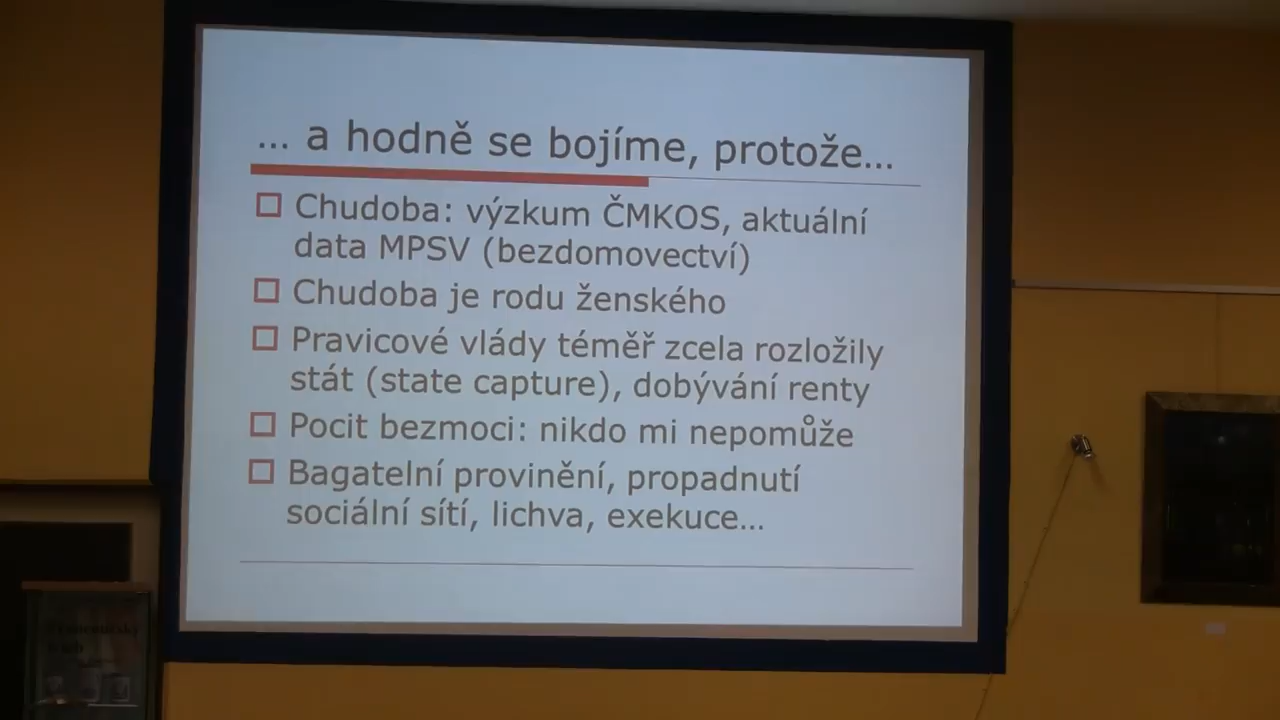 ... a hodně se bojíme, protože...
Chudoba: výzkum ČMKOS, aktuální
data MPSV (bezdomovectví)
Chudoba je rodu ženského
Pravicové vlády téměř zcela rozložily
stát (state capture), dobývání renty
Pocit bezmoci: nikdo mi nepomůže
Bagatelní provinění, propadnutí
sociální sítí, lichva, exekuce...